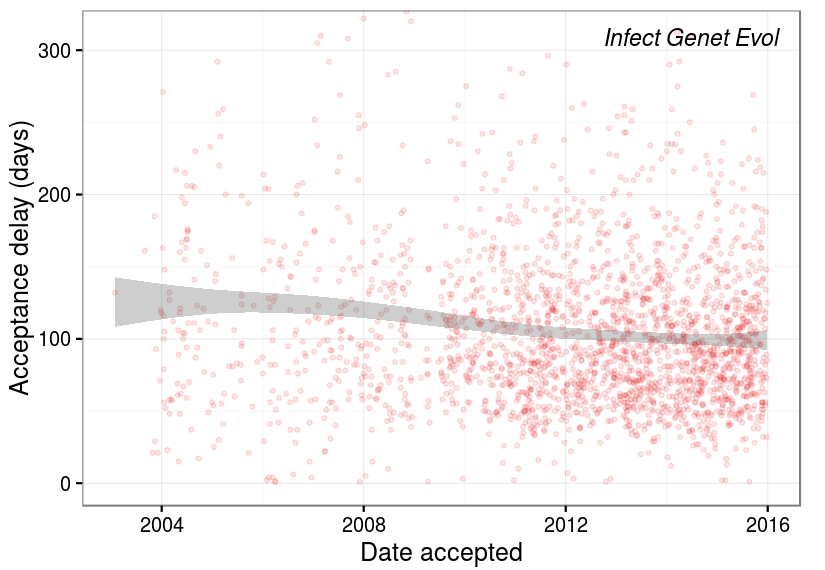 Infect Genet Evol
300
200
100
0
Acceptance delay (days)
2004 2008 2012 2016
Date accepted